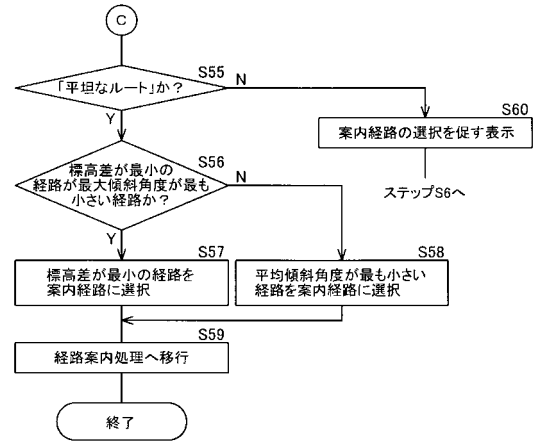 C
S55
「平坦なルート」か？
N
Y
S60
案内経路の選択を促す表示
ステップS6へ
S56
標高差が最小の
経路が最大傾斜角度が最も
小さい経路か？
N
Y
S57
標高差が最小の経路を
案内経路に選択
S58
平均傾斜角度が最も小さい
経路を案内経路に選択
S59
経路案内処理へ移行
終了